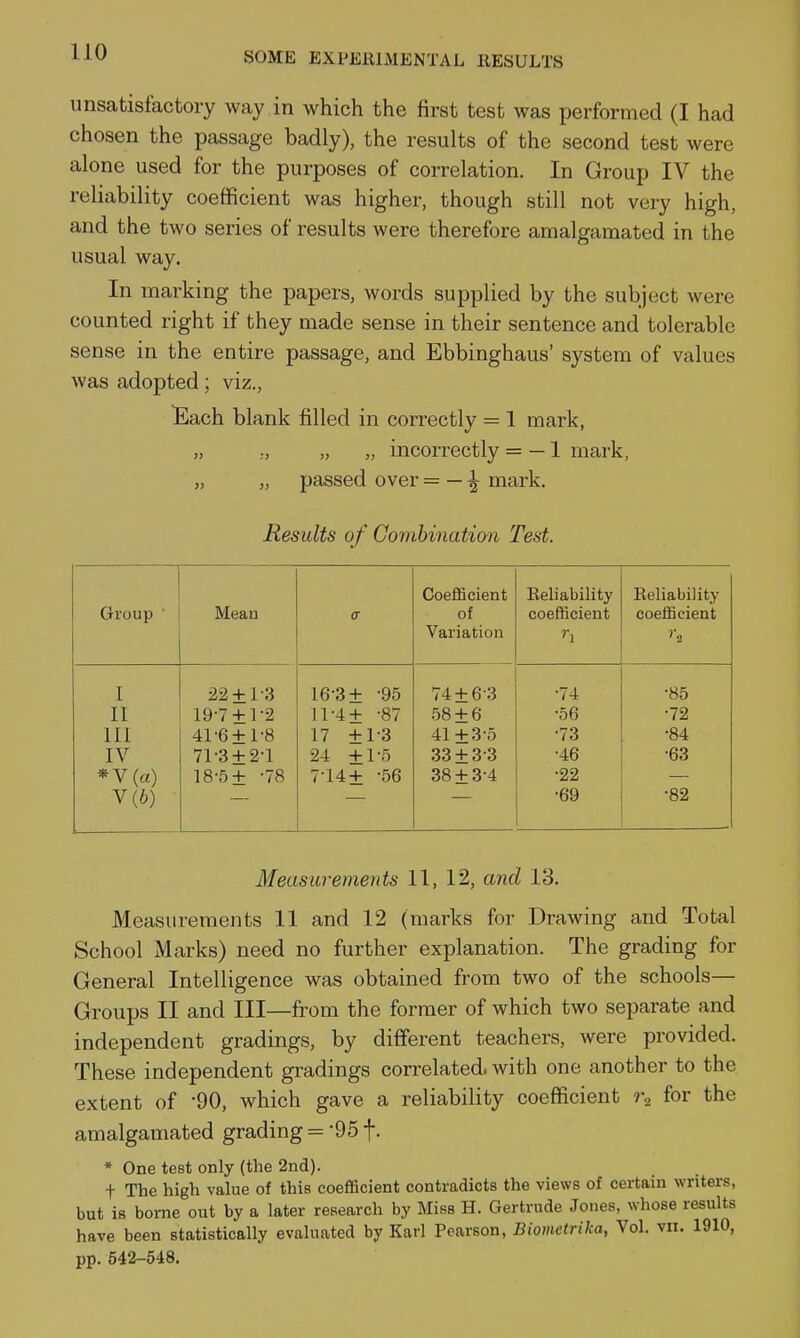 110
SOME EXPERIMENTAL RESULTS
unsatisfactory way in which the first test was performed (I had
chosen the passage badly), the results of the second test were
alone used for the purposes of correlation. In Group IV the
reliability coefficient was higher, though still not very high,
and the two series of results were therefore amalgamated in the
usual way.
In marking the papers, words supplied by the subject were
counted right if they made sense in their sentence and tolerable
sense in the entire passage, and Ebbinghaus' system of values
was adopted; viz.,
Each blank filled in correctly = 1 mark,
„ „ „ „ incorrectly = – 1 mark,
„ „ passed over = – ½ mark.
Results of Combination Test.
Group Mean σ Coefficient of Variation Reliability coefficient r₁ Reliability coefficient r₂
I 22 ± 1·3 16·3 ± ·95 74 ± 6·3 ·74 ·85
II 19·7 ± 1·2 11·4 ± ·87 58 ± 6 ·56 ·72
III 41·6 ± 1·8 17 ± 1·3 41 ± 3·5 ·73 ·84
IV 71·3 ± 2·1 24 ± 1·5 33 ± 3·3 ·46 ·63
*V (a) 18·5 ± ·78 7·14 ± ·56 38 ± 3·4 ·22 —
V (b) — — — ·69 ·82
Measurements 11, 12, and 13.
Measurements 11 and 12 (marks for Drawing and Total
School Marks) need no further explanation. The grading for
General Intelligence was obtained from two of the schools—
Groups II and III—from the former of which two separate and
independent gradings, by different teachers, were provided.
These independent gradings correlated with one another to the
extent of ·90, which gave a reliability coefficient r₂ for the
amalgamated grading = ·95 †.
* One test only (the 2nd).
† The high value of this coefficient contradicts the views of certain writers,
but is borne out by a later research by Miss H. Gertrude Jones, whose results
have been statistically evaluated by Karl Pearson, Biometrika, Vol. VII. 1910,
pp. 542–548.